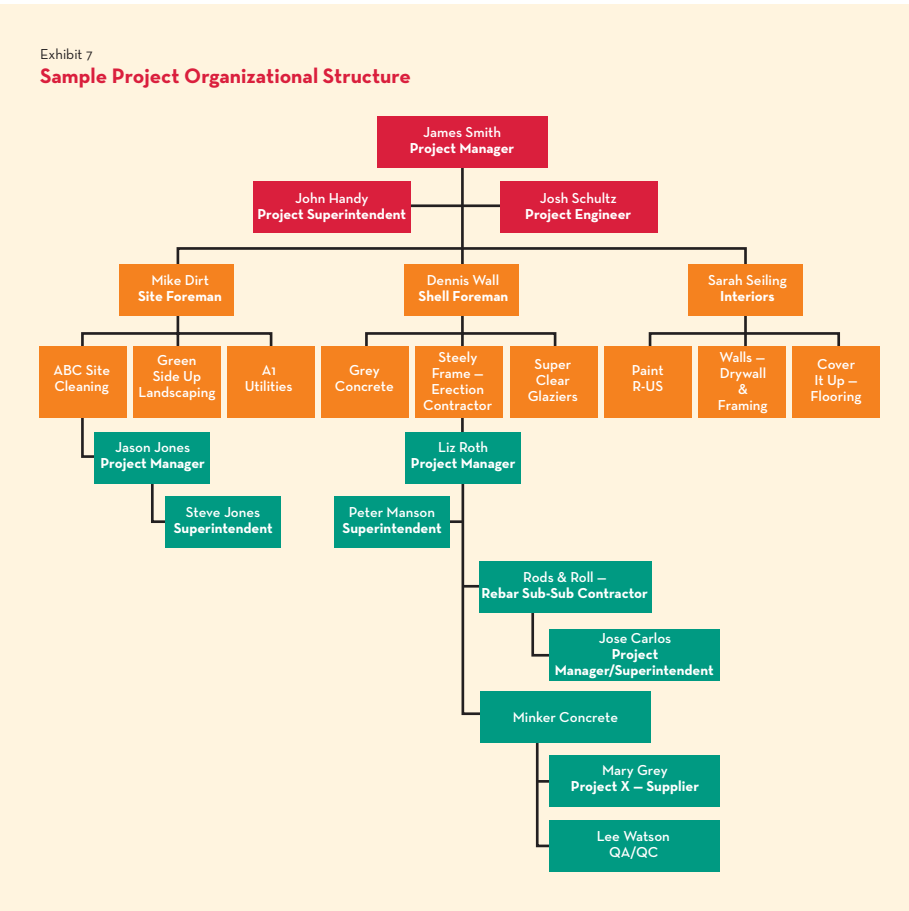 Exhibit 7
Sample Project Organizational Structure
James Smith
Project Manager
John Handy
Project Superintendent
Josh Schultz
Project Engineer
Mike Dirt
Site Foreman
Dennis Wall
Shell Foreman
Sarah Seiling
Interiors
ABC Site
Cleaning
Green
Side Up
Landscaping
A1
Utilities
Grey
Concrete
Steely
Frame –
Erection
Contractor
Super
Clear
Glaziers
Paint
R-US
Walls –
Drywall
&
Framing
Cover
It Up –
Flooring
Jason Jones
Project Manager
Liz Roth
Project Manager
Steve Jones
Superintendent
Peter Manson
Superintendent
Rods & Roll –
Rebar Sub-Sub Contractor
Jose Carlos
Project
Manager/Superintendent
Minker Concrete
Mary Grey
Project X – Supplier
Lee Watson
QA/QC